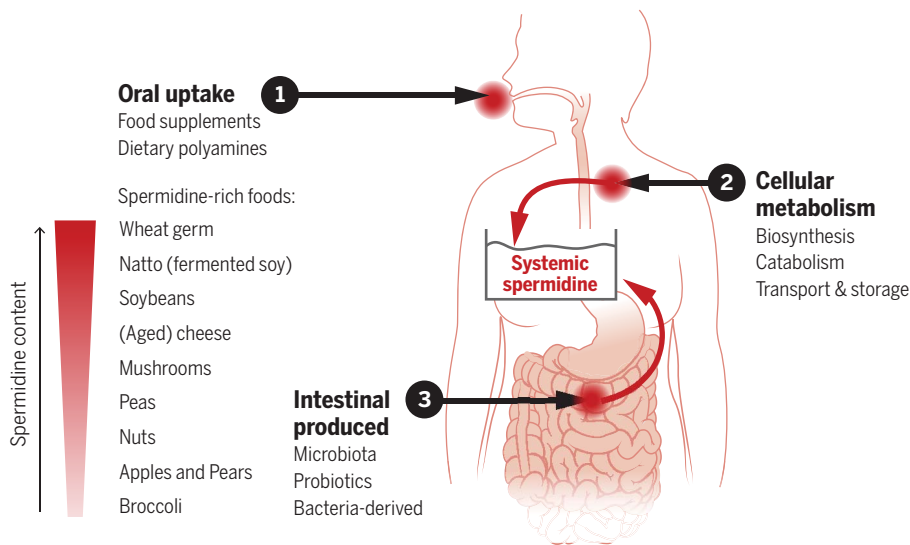 1
Oral uptake
Food supplements
Dietary polyamines
Spermidine-rich foods:
Wheat germ
Natto (fermented soy)
Soybeans
(Aged) cheese
Mushrooms
Peas
Nuts
Apples and Pears
Broccoli
Spermidine content
2
Cellular
metabolism
Biosynthesis
Catabolism
Transport & storage
Systemic
spermidine
3
Intestinal
produced
Microbiota
Probiotics
Bacteria-derived